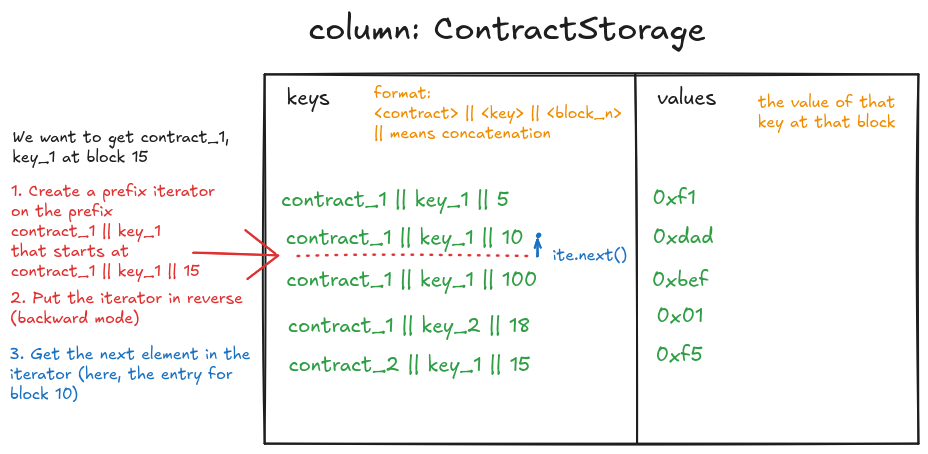 column: ContractStorage
keys
format:
<contract> || <key> || <block_n>
|| means concatenation
values
the value of that
key at that block
We want to get contract_1,
key_1 at block 15
1. Create a prefix iterator
on the prefix
contract_1 || key_1
that starts at
contract_1 || key_1 || 15
2. Put the iterator in reverse
(backward mode)
3. Get the next element in the
iterator (here, the entry for
block 10)
contract_1 || key_1 || 5
0xf1
contract_1 || key_1 || 10
0xdad
ite.next()
contract_1 || key_1 || 100
0xbef
contract_1 || key_2 || 18
0x01
contract_2 || key_1 || 15
0xf5